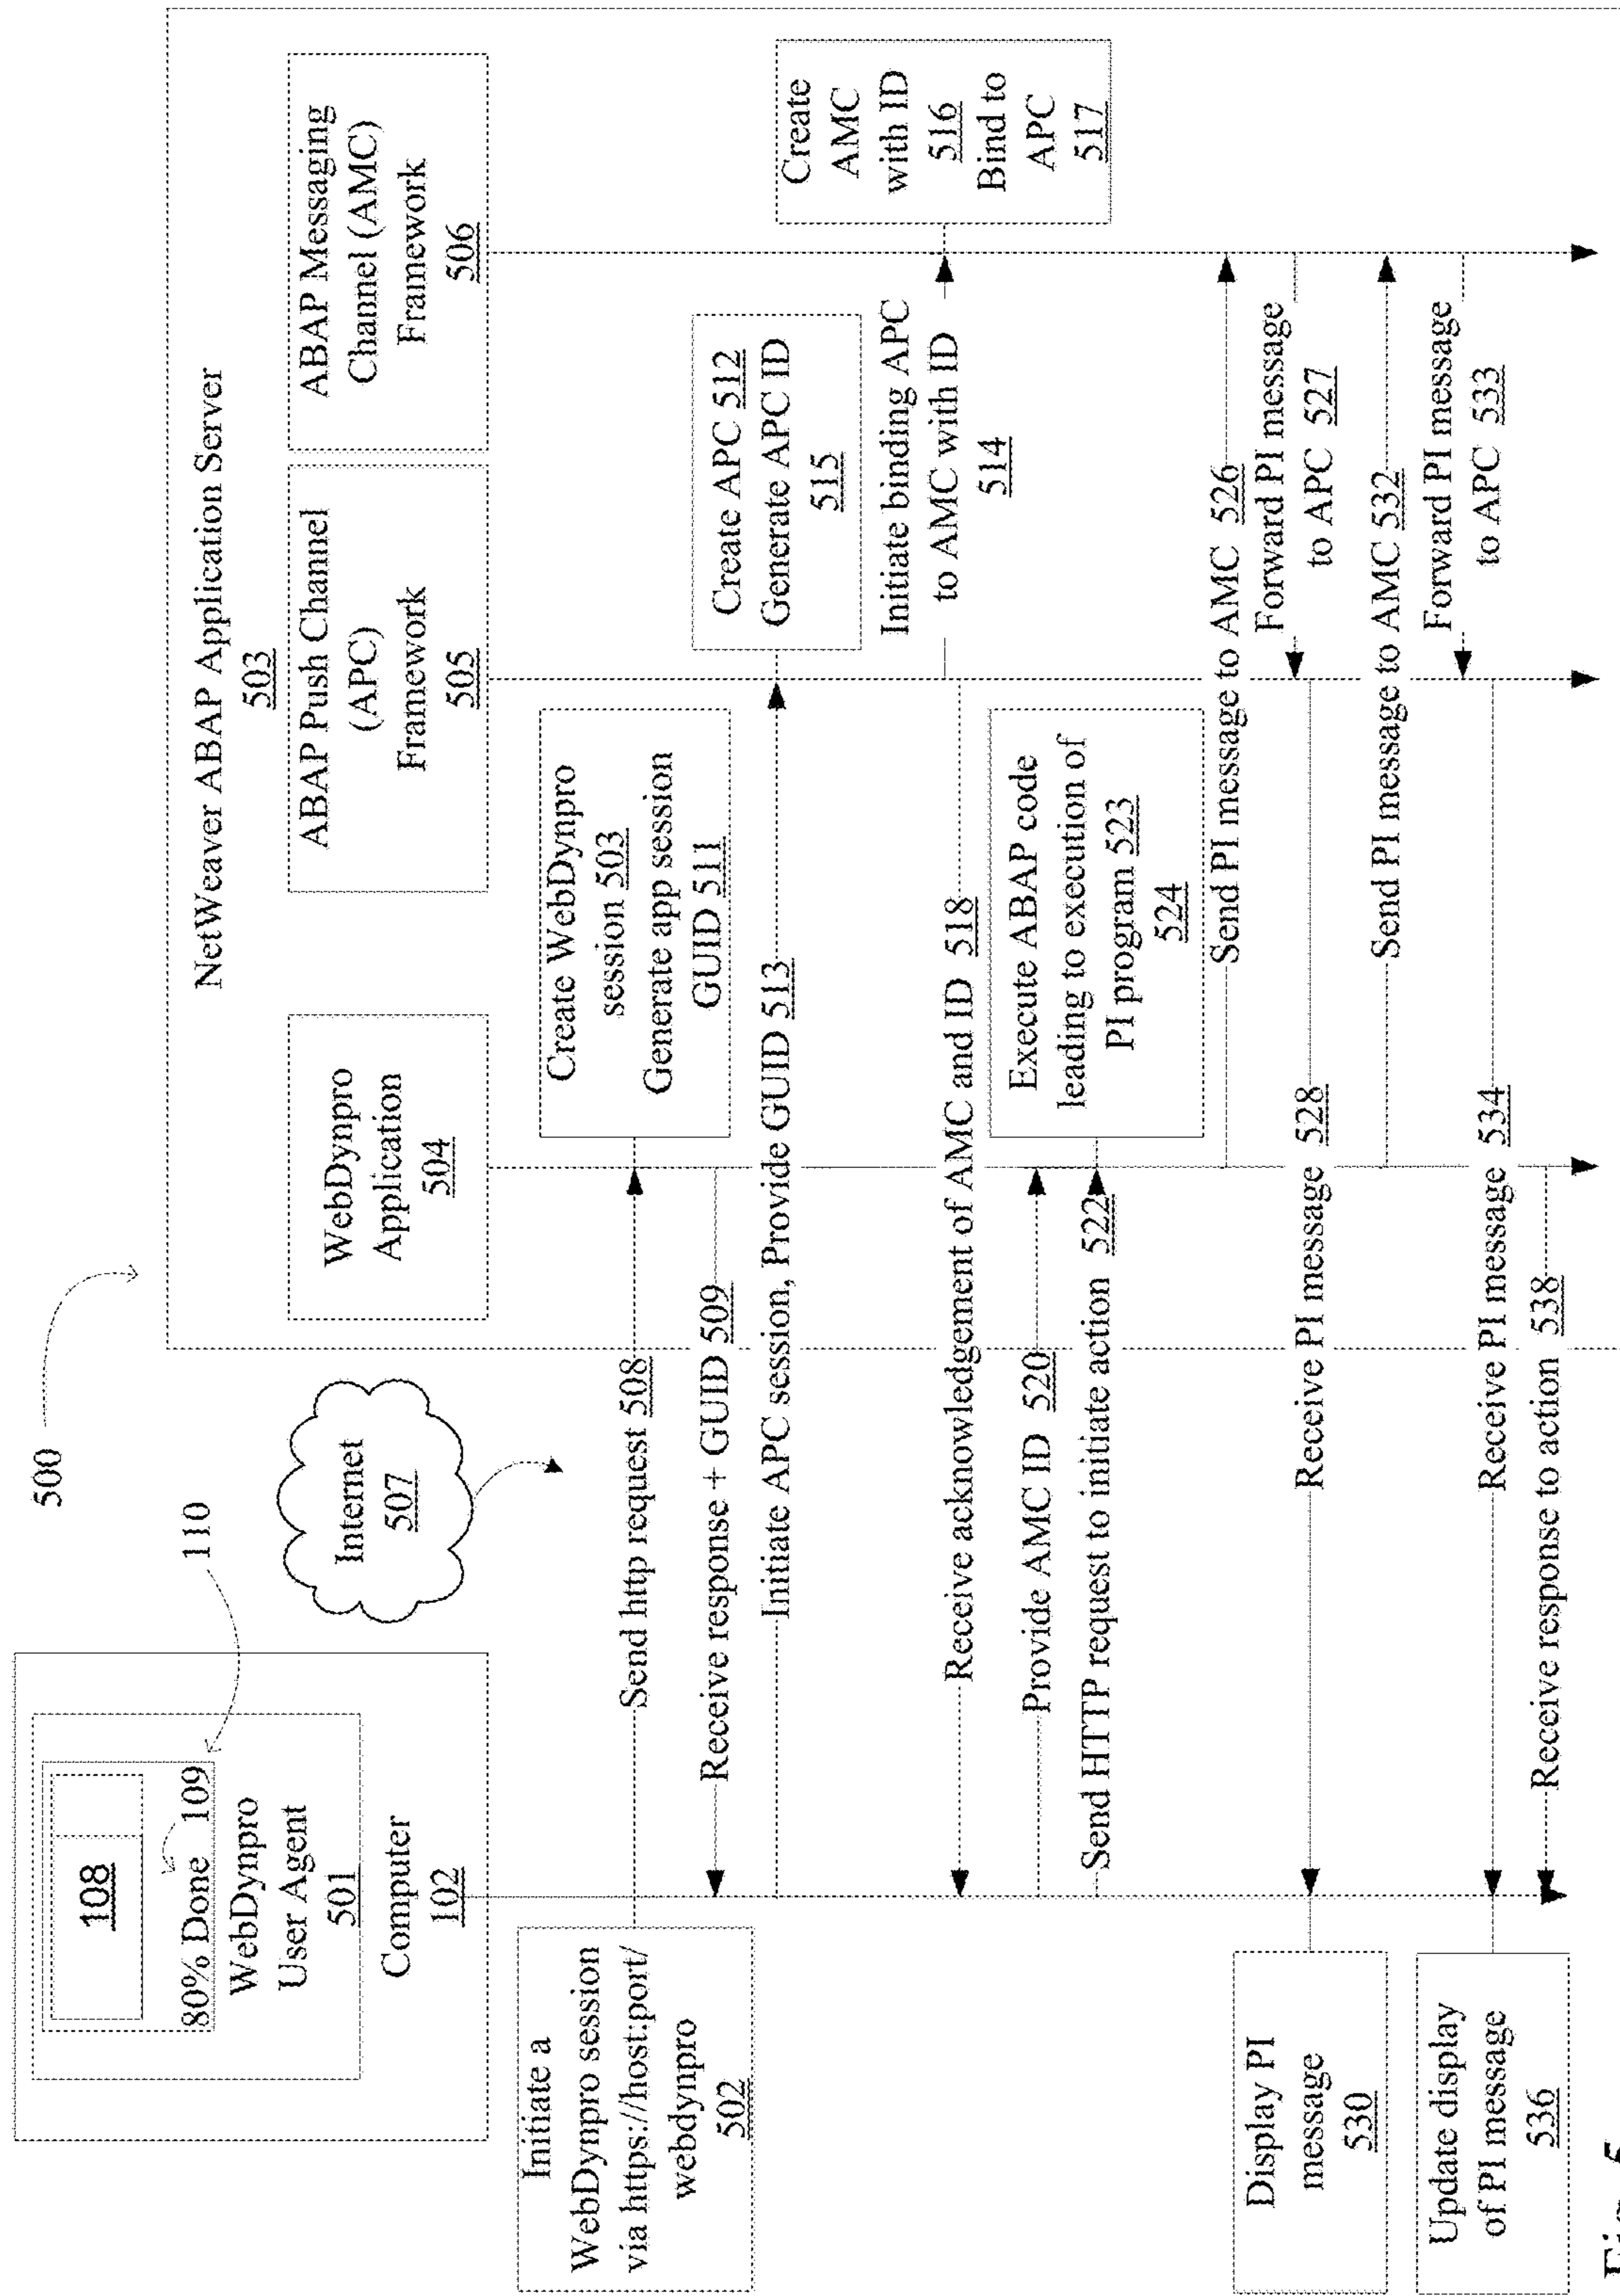 500
110
108
80% Done 109
WebDynpro
User Agent
501
Computer
102
Internet
507
NetWeaver ABAP Application Server
503
WebDynpro
Application
504
ABAP Push Channel
(APC)
Framework
505
ABAP Messaging
Channel (AMC)
Framework
506
Initiate a
WebDynpro session
via https://host:port/
webdynpro
502
Send http request 508
Create WebDynpro
session 503
Generate app session
GUID 511
Receive response + GUID 509
Initiate APC session, Provide GUID 513
Create APC 512
Generate APC ID
515
Initiate binding APC
to AMC with ID
514
Create
AMC
with ID
516
Bind to
APC
517
Receive acknowledgement of AMC and ID 518
Provide AMC ID 520
Send HTTP request to initiate action 522
Execute ABAP code
leading to execution of
PI program 523
524
Send PI message to AMC 526
Forward PI message
to APC 527
Receive PI message 528
Display PI
message
530
Send PI message to AMC 532
Forward PI message
to APC 533
Receive PI message 534
Update display
of PI message
536
Receive response to action 538
Fig. 5